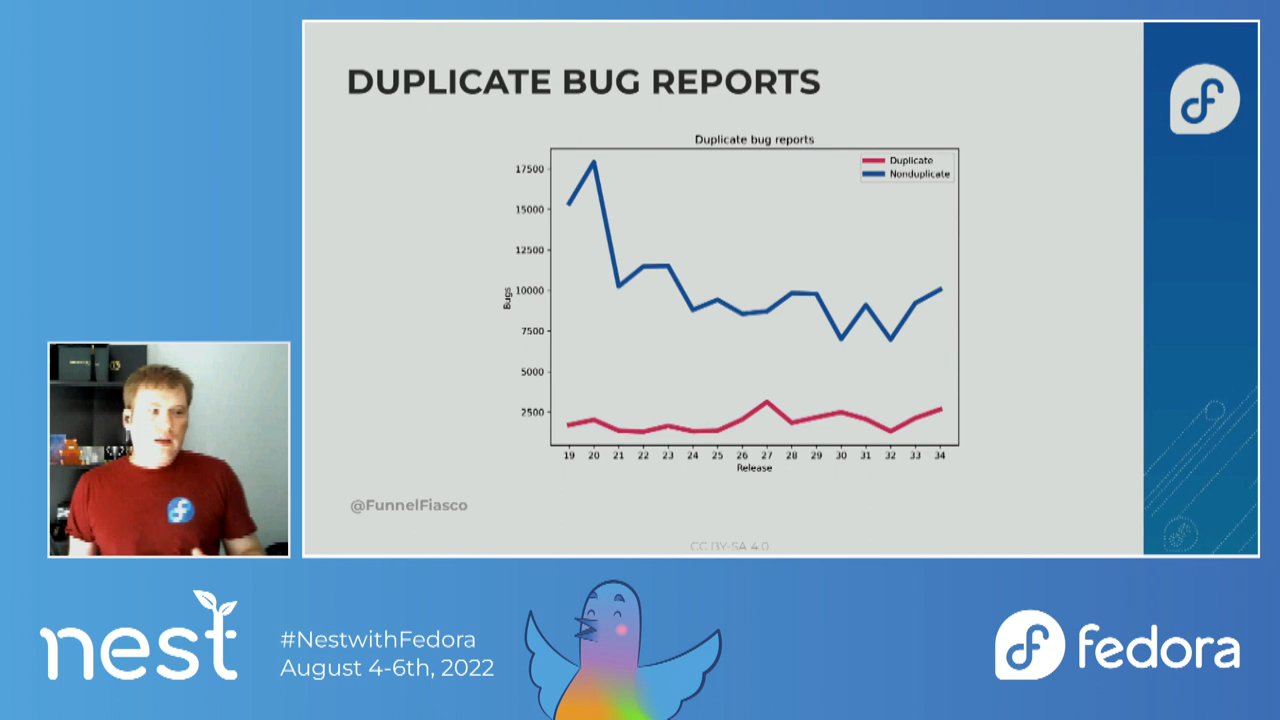 DUPLICATE BUG REPORTS
Duplicate bug reports
Duplicate
Nonduplicate
17500
15000
12500
10000
7500
5000
2500
Bugs
19 20 21 22 23 24 25 26 27 28 29 30 31 32 33 34
Release
@FunnelFiasco
CC BY-SA 4.0
nest
#NestwithFedora
August 4-6th, 2022
fedora